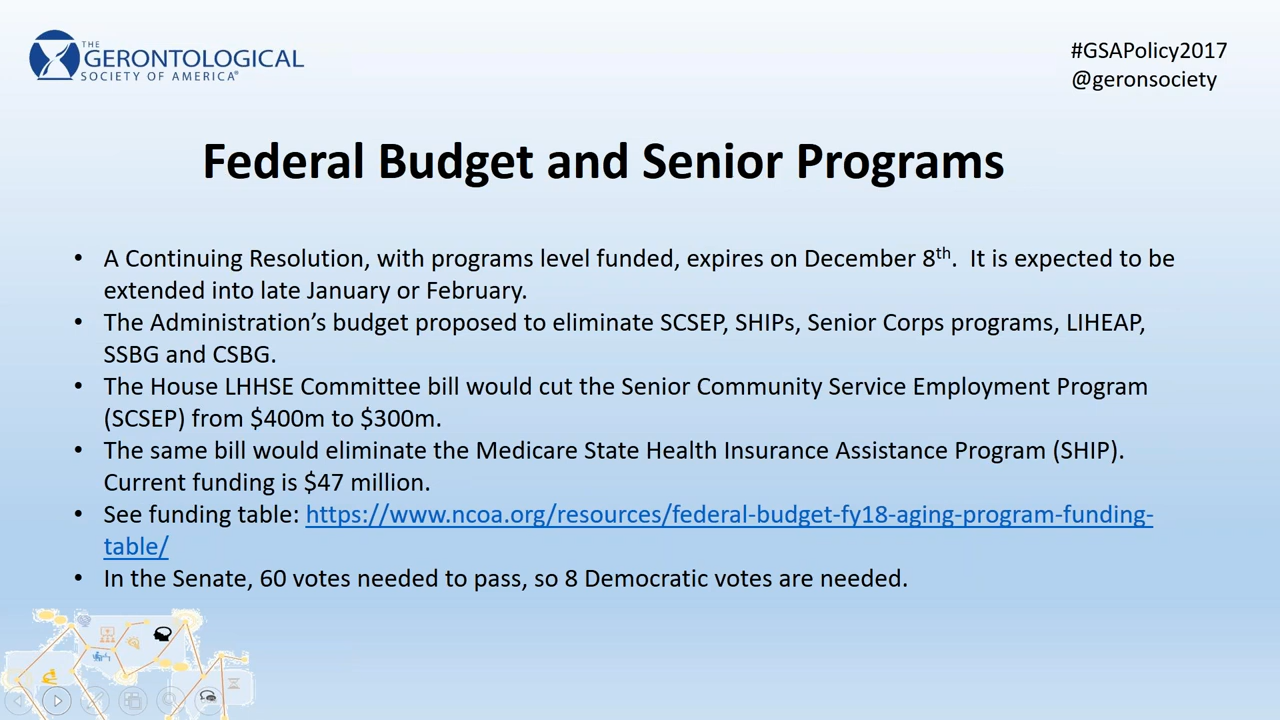 THE
GERONTOLOGICAL
SOCIETY OF AMERICA®
#GSAPolicy2017
@geronsociety
Federal Budget and Senior Programs
• A Continuing Resolution, with programs level funded, expires on December 8th.  It is expected to be
extended into late January or February.
• The Administration’s budget proposed to eliminate SCSEP, SHIPs, Senior Corps programs, LIHEAP,
SSBG and CSBG.
• The House LHHSE Committee bill would cut the Senior Community Service Employment Program
(SCSEP) from $400m to $300m.
• The same bill would eliminate the Medicare State Health Insurance Assistance Program (SHIP).
Current funding is $47 million.
• See funding table: https://www.ncoa.org/resources/federal-budget-fy18-aging-program-funding-
table/
• In the Senate, 60 votes needed to pass, so 8 Democratic votes are needed.